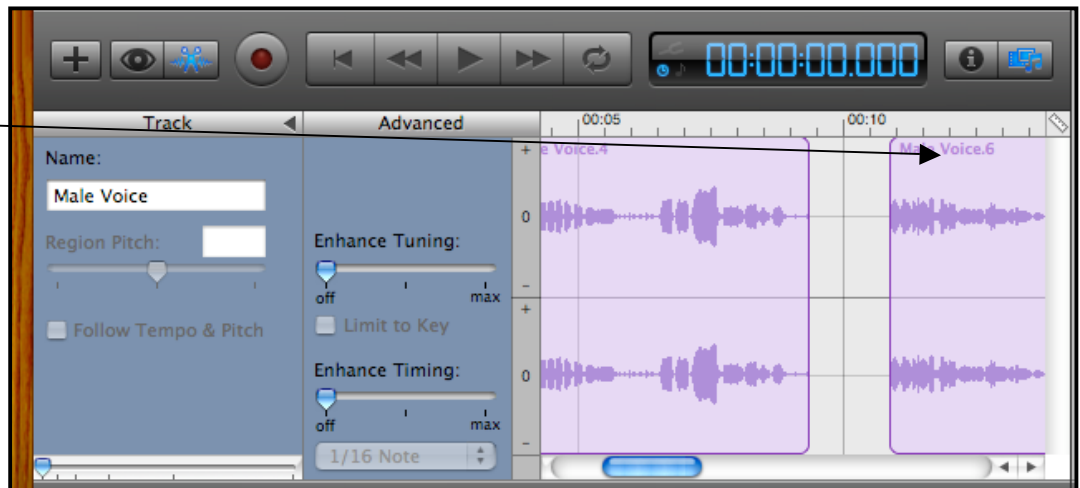 00:00:00.000
Track Advanced 00:05 00:10
Name:
Male Voice
Region Pitch:
Follow Tempo & Pitch
Enhance Tuning:
off max
Limit to Key
Enhance Timing:
off max
1/16 Note
+ e Voice.4 Male Voice.6
0
-
+
0
-